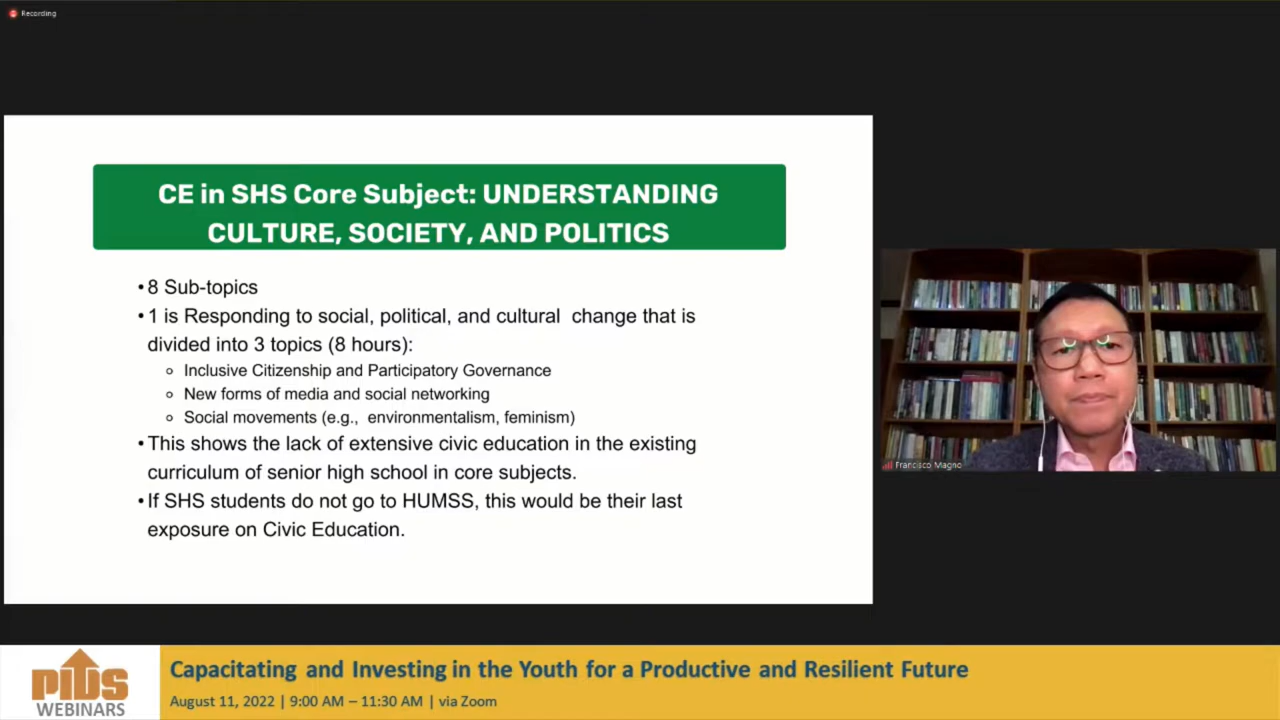 Recording
CE in SHS Core Subject: UNDERSTANDING
CULTURE, SOCIETY, AND POLITICS
•8 Sub-topics
•1 is Responding to social, political, and cultural change that is
divided into 3 topics (8 hours):
○ Inclusive Citizenship and Participatory Governance
○ New forms of media and social networking
○ Social movements (e.g., environmentalism, feminism)
•This shows the lack of extensive civic education in the existing
curriculum of senior high school in core subjects.
•If SHS students do not go to HUMSS, this would be their last
exposure on Civic Education.
Francisco Magno
PIDS
WEBINARS
Capacitating and Investing in the Youth for a Productive and Resilient Future
August 11, 2022 | 9:00 AM – 11:30 AM | via Zoom